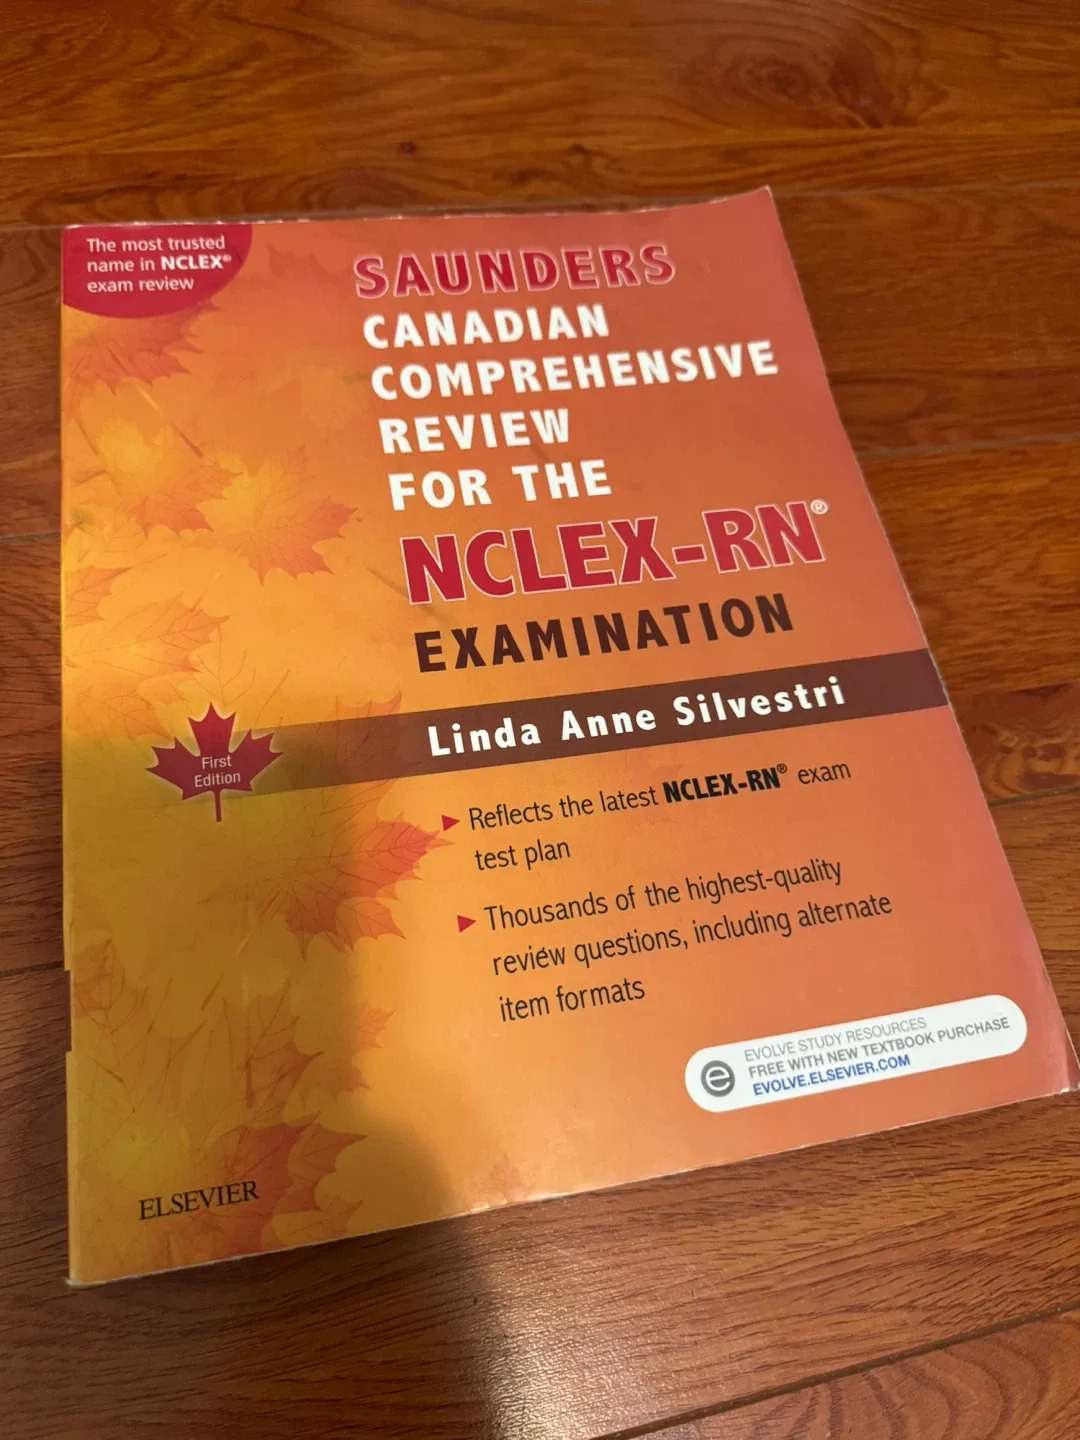 The most trusted
name in NCLEX®
exam review
SAUNDERS
CANADIAN
COMPREHENSIVE
REVIEW
FOR THE
NCLEX-RN®
EXAMINATION
Linda Anne Silvestri
First
Edition
Reflects the latest NCLEX-RN® exam
test plan
Thousands of the highest-quality
review questions, including alternate
item formats
e
EVOLVE STUDY RESOURCES
FREE WITH NEW TEXTBOOK PURCHASE
EVOLVE.ELSEVIER.COM
ELSEVIER